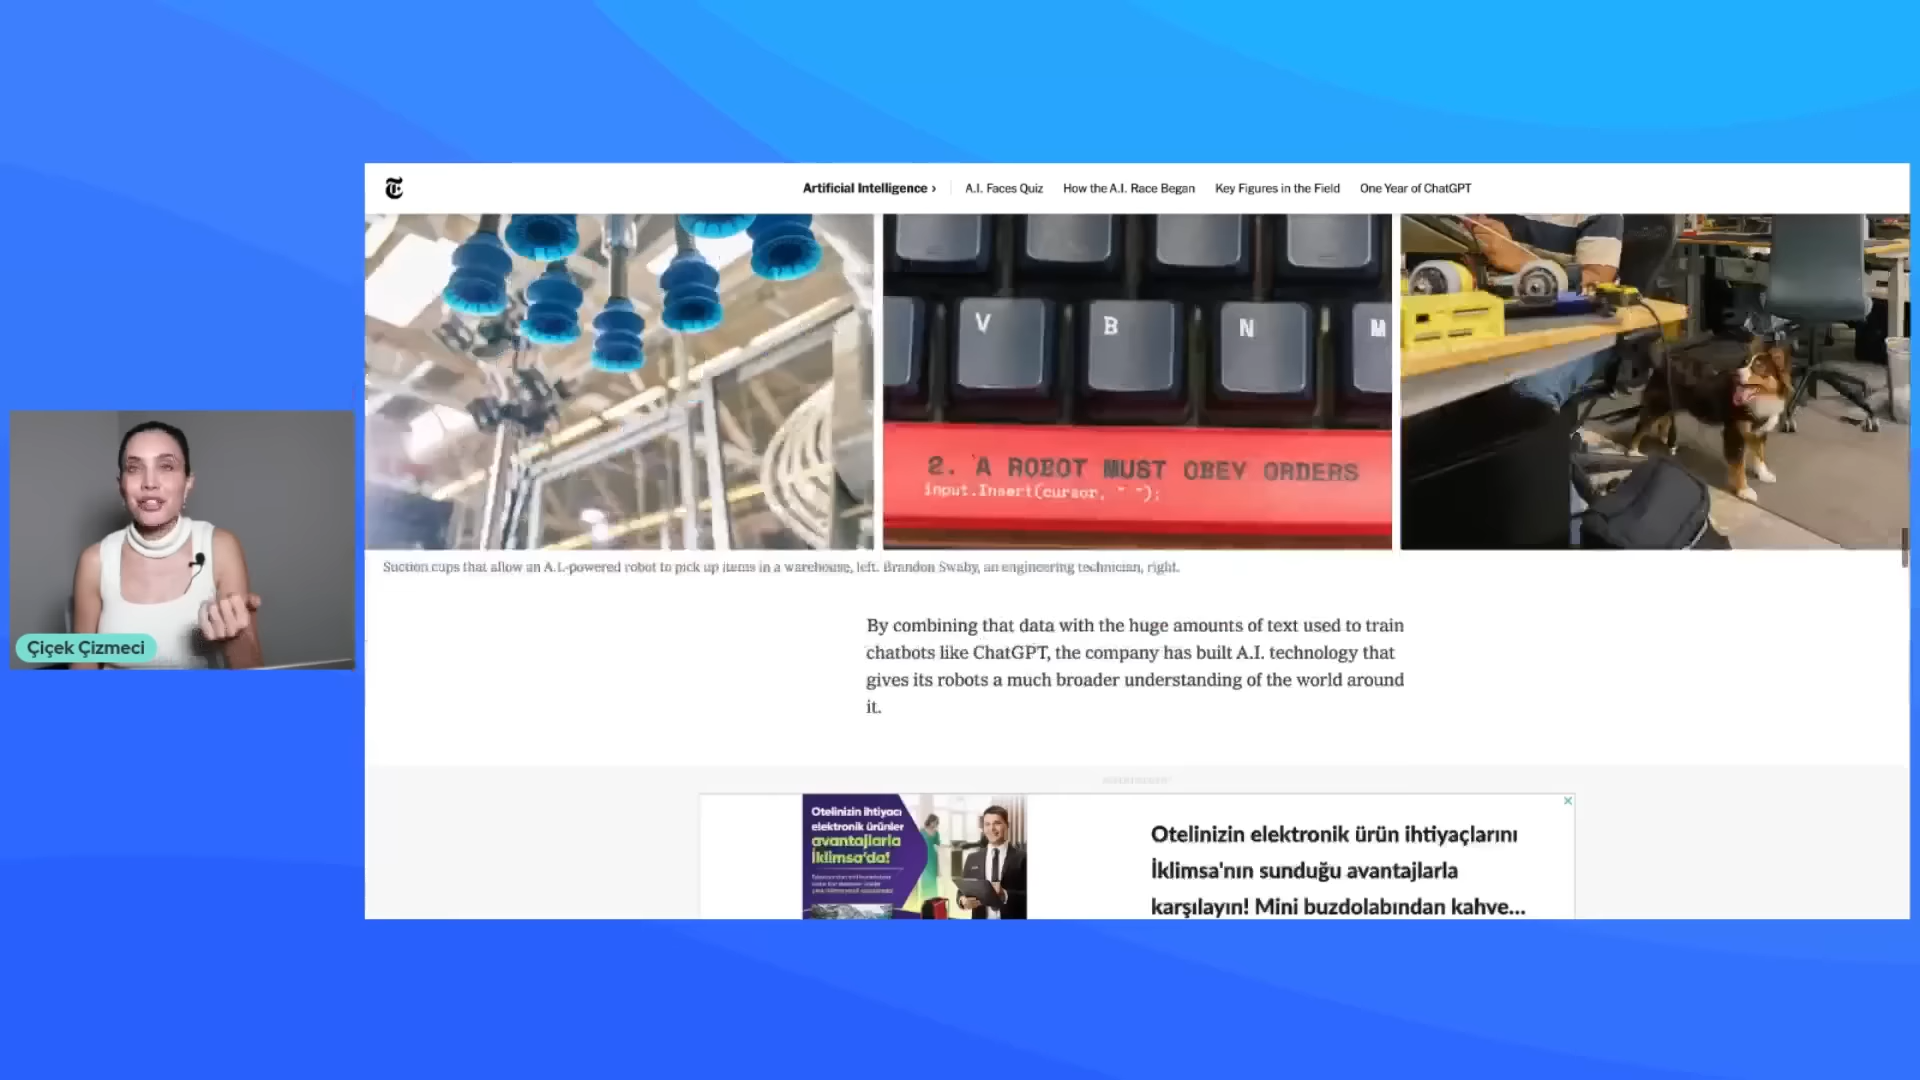 Artificial Intelligence › A.I. Faces Quiz How the A.I. Race Began Key Figures in the Field One Year of ChatGPT
V B N M
2. A ROBOT MUST OBEY ORDERS
input.Insert(cursor, " ");
Suction cups that allow an A.I.-powered robot to pick up items in a warehouse, left. Brandon Swaby, an engineering technician, right.
Çiçek Çizmeci
By combining that data with the huge amounts of text used to train
chatbots like ChatGPT, the company has built A.I. technology that
gives its robots a much broader understanding of the world around
it.
ADVERTISEMENT
Otelinizin ihtiyacı
elektronik ürünler
avantajlarla
İklimsa'da!
Otelinizin elektronik ürün ihtiyaçlarını
İklimsa'nın sunduğu avantajlarla
karşılayın! Mini buzdolabından kahve...